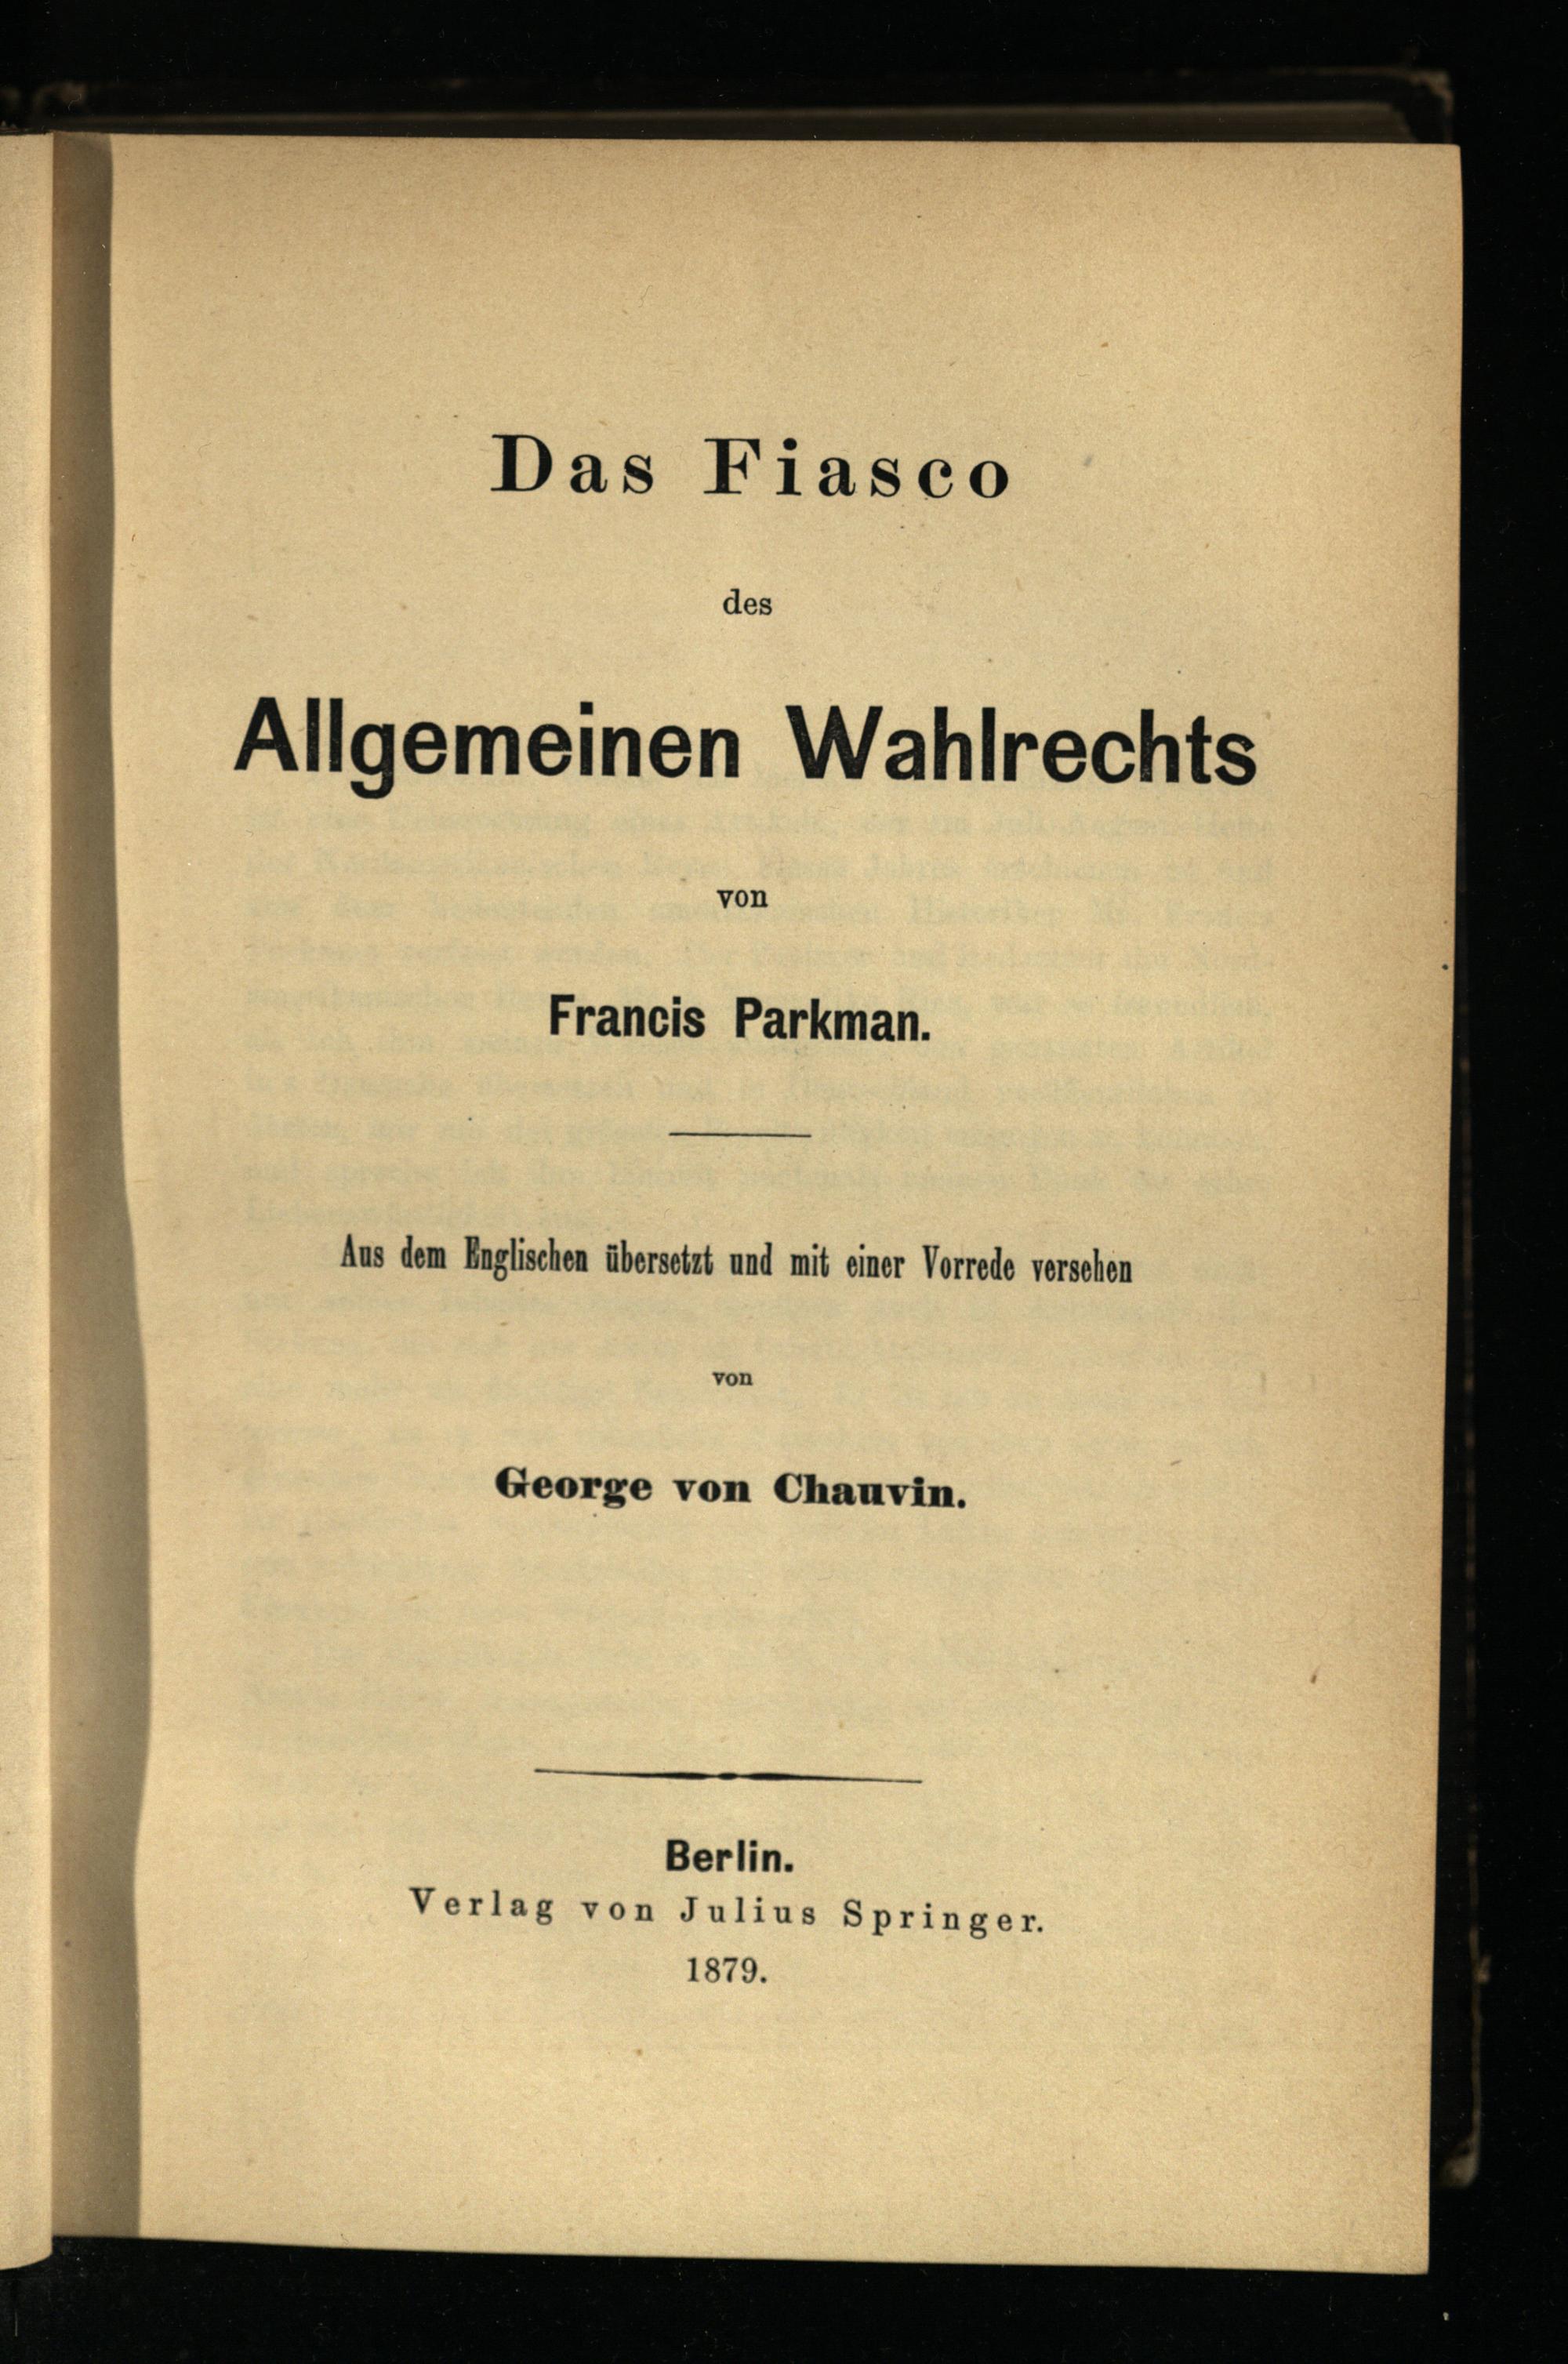 Das Fiasco
des
Allgemeinen Wahlrechts
von
Francis Parkman.
Aus dem Englischen übersetzt und mit einer Vorrede versehen
von
George von Chauvin.
Berlin.
Verlag von Julius Springer.
1879.